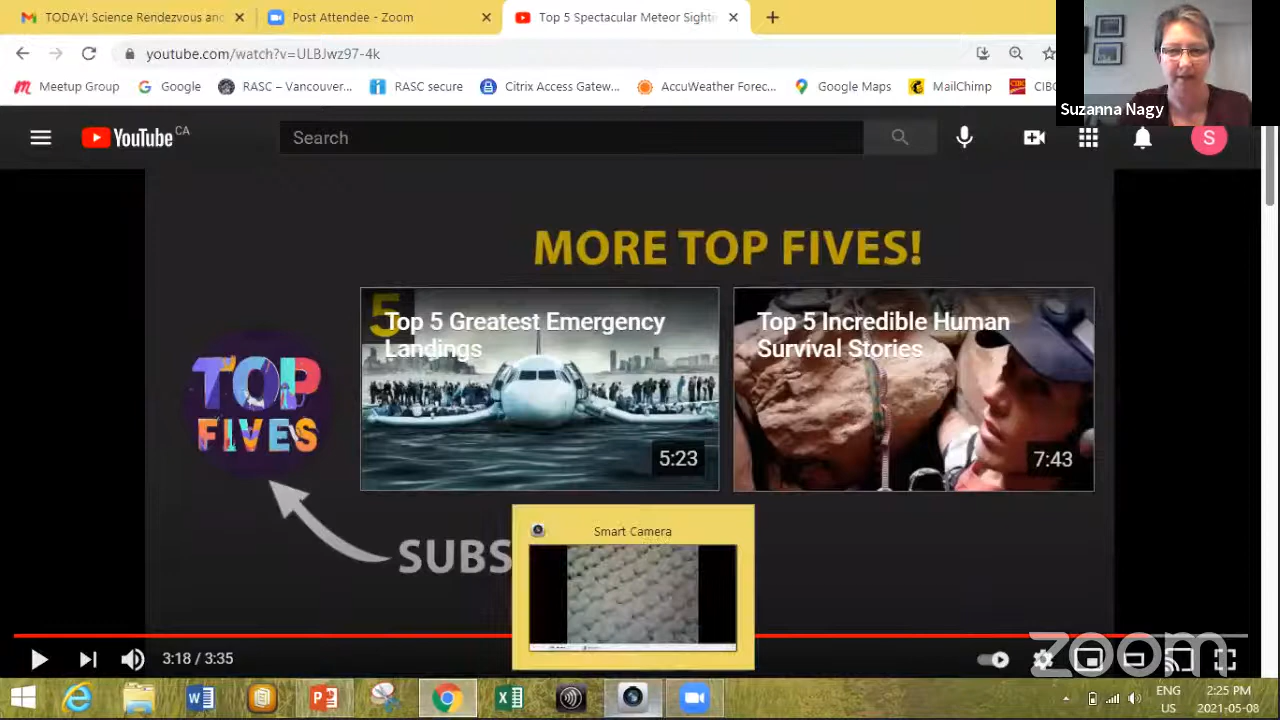 TODAY! Science Rendezvous and
Post Attendee - Zoom
Top 5 Spectacular Meteor Sighti
youtube.com/watch?v=ULBJwz97-4k
Meetup Group
Google
RASC – Vancouver...
RASC secure
Citrix Access Gatew...
AccuWeather Forec...
Google Maps
MailChimp
CIBC
Suzanna Nagy
YouTube CA
Search
S
MORE TOP FIVES!
5
Top 5 Greatest Emergency
Landings
5:23
Top 5 Incredible Human
Survival Stories
7:43
TOP
FIVES
SUBS
Smart Camera
3:18 / 3:35
zoom
ENG
US
2:25 PM
2021-05-08